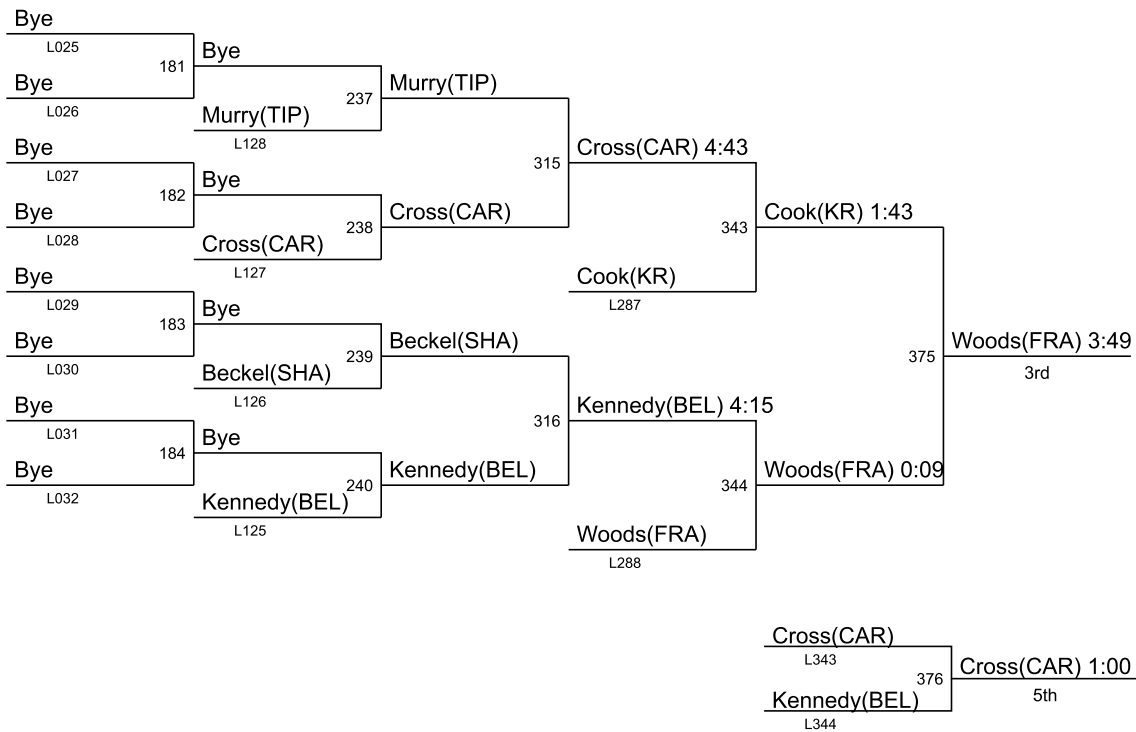 Bye
L025
181
Bye
L026
Bye
237
Murry(TIP)
L128
Murry(TIP)
Bye
L027
182
Bye
L028
Bye
238
Cross(CAR)
L127
Cross(CAR)
315
Cross(CAR) 4:43
343
Cook(KR)
L287
Cook(KR) 1:43
Bye
L029
183
Bye
L030
Bye
239
Beckel(SHA)
L126
Beckel(SHA)
Bye
L031
184
Bye
L032
Bye
240
Kennedy(BEL)
L125
Kennedy(BEL)
316
Kennedy(BEL) 4:15
344
Woods(FRA)
L288
Woods(FRA) 0:09
375
Woods(FRA) 3:49
3rd
Cross(CAR)
L343
376
Kennedy(BEL)
L344
Cross(CAR) 1:00
5th